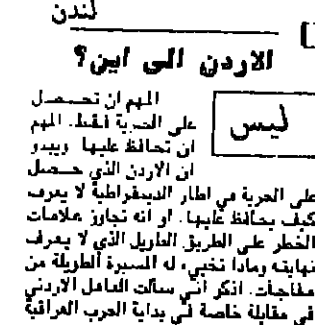 لندن
الاردن الى اين؟
ليس
المهم ان تحصل
على الحرية فقط. المهم
ان تحافظ عليها ويبدو
ان الاردن الذي حصل
على الحرية في اطار الديمقراطية لا يعرف
كيف يحافظ عليها. او انه تجاوز علامات
الخطر على الطريق الطويل الذي لا يعرف
نهايته وماذا تخبيء له المسيرة الطويلة من
مفاجآت. اذكر اني سألت العاهل الاردني
في مقابلة خاصة في بداية الحرب العراقية